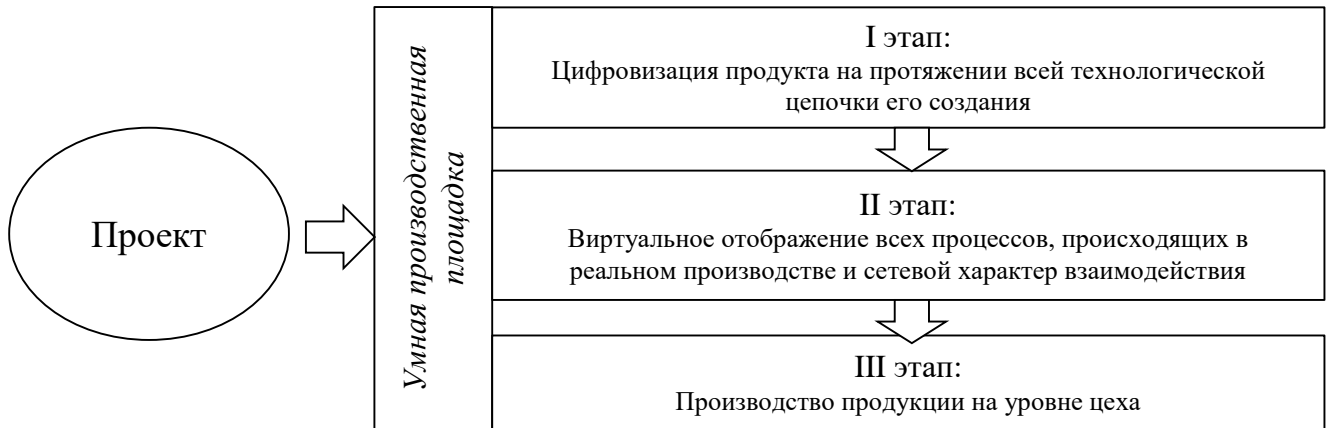 Проект
Умная производственная
площадка
I этап:
Цифровизация продукта на протяжении всей технологической
цепочки его создания
II этап:
Виртуальное отображение всех процессов, происходящих в
реальном производстве и сетевой характер взаимодействия
III этап:
Производство продукции на уровне цеха